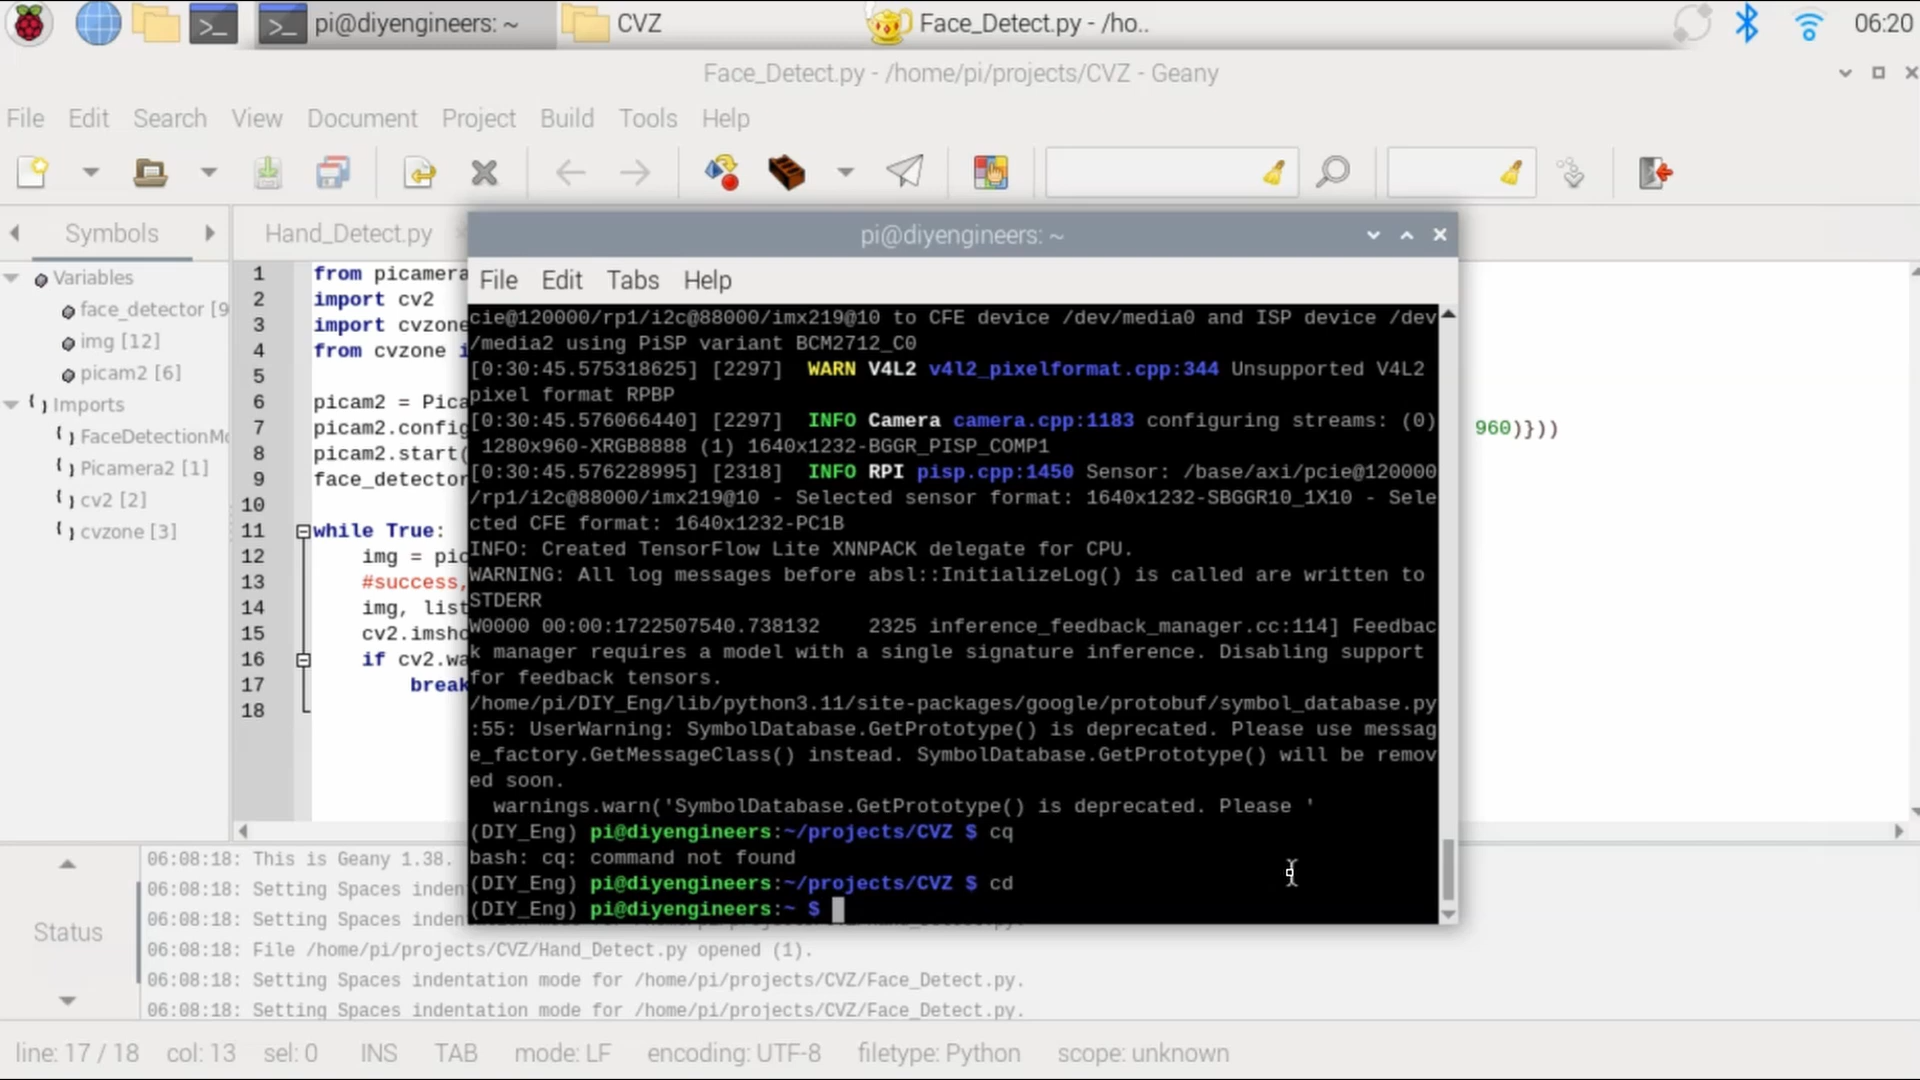 pi@diyengineers: ~ CVZ Face_Detect.py - /ho.. 06:20
Face_Detect.py - /home/pi/projects/CVZ - Geany
File Edit Search View Document Project Build Tools Help
Symbols
Hand_Detect.py
Variables
face_detector [9
img [12]
picam2 [6]
Imports
FaceDetectionMo
Picamera2 [1]
cv2 [2]
cvzone [3]
1 from picamera
2 import cv2
3 import cvzone
4 from cvzone i
5
6 picam2 = Pica
7 picam2.config
960)}))
8 picam2.start(
9 face_detector
10
11 while True:
12 img = pic
13 #success,
14 img, list
15 cv2.imsho
16 if cv2.wa
17 break
18
pi@diyengineers: ~
File Edit Tabs Help
cie@120000/rp1/i2c@88000/imx219@10 to CFE device /dev/media0 and ISP device /dev
/media2 using PiSP variant BCM2712_C0
[0:30:45.575318625] [2297] WARN V4L2 v4l2_pixelformat.cpp:344 Unsupported V4L2
pixel format RPBP
[0:30:45.576066440] [2297] INFO Camera camera.cpp:1183 configuring streams: (0)
1280x960-XRGB8888 (1) 1640x1232-BGGR_PISP_COMP1
[0:30:45.576228995] [2318] INFO RPI pisp.cpp:1450 Sensor: /base/axi/pcie@120000
/rp1/i2c@88000/imx219@10 - Selected sensor format: 1640x1232-SBGGR10_1X10 - Sele
cted CFE format: 1640x1232-PC1B
INFO: Created TensorFlow Lite XNNPACK delegate for CPU.
WARNING: All log messages before absl::InitializeLog() is called are written to
STDERR
W0000 00:00:1722507540.738132 2325 inference_feedback_manager.cc:114] Feedbac
k manager requires a model with a single signature inference. Disabling support
for feedback tensors.
/home/pi/DIY_Eng/lib/python3.11/site-packages/google/protobuf/symbol_database.py
:55: UserWarning: SymbolDatabase.GetPrototype() is deprecated. Please use messag
e_factory.GetMessageClass() instead. SymbolDatabase.GetPrototype() will be remov
ed soon.
warnings.warn('SymbolDatabase.GetPrototype() is deprecated. Please '
(DIY_Eng) pi@diyengineers:~/projects/CVZ $ cq
bash: cq: command not found
(DIY_Eng) pi@diyengineers:~/projects/CVZ $ cd
(DIY_Eng) pi@diyengineers:~ $
Status
06:08:18: This is Geany 1.38.
06:08:18: Setting Spaces inden
06:08:18: Setting Spaces inden
06:08:18: File /home/pi/projects/CVZ/Hand_Detect.py opened (1).
06:08:18: Setting Spaces indentation mode for /home/pi/projects/CVZ/Face_Detect.py.
06:08:18: Setting Spaces indentation mode for /home/pi/projects/CVZ/Face_Detect.py.
line: 17 / 18 col: 13 sel: 0 INS TAB mode: LF encoding: UTF-8 filetype: Python scope: unknown